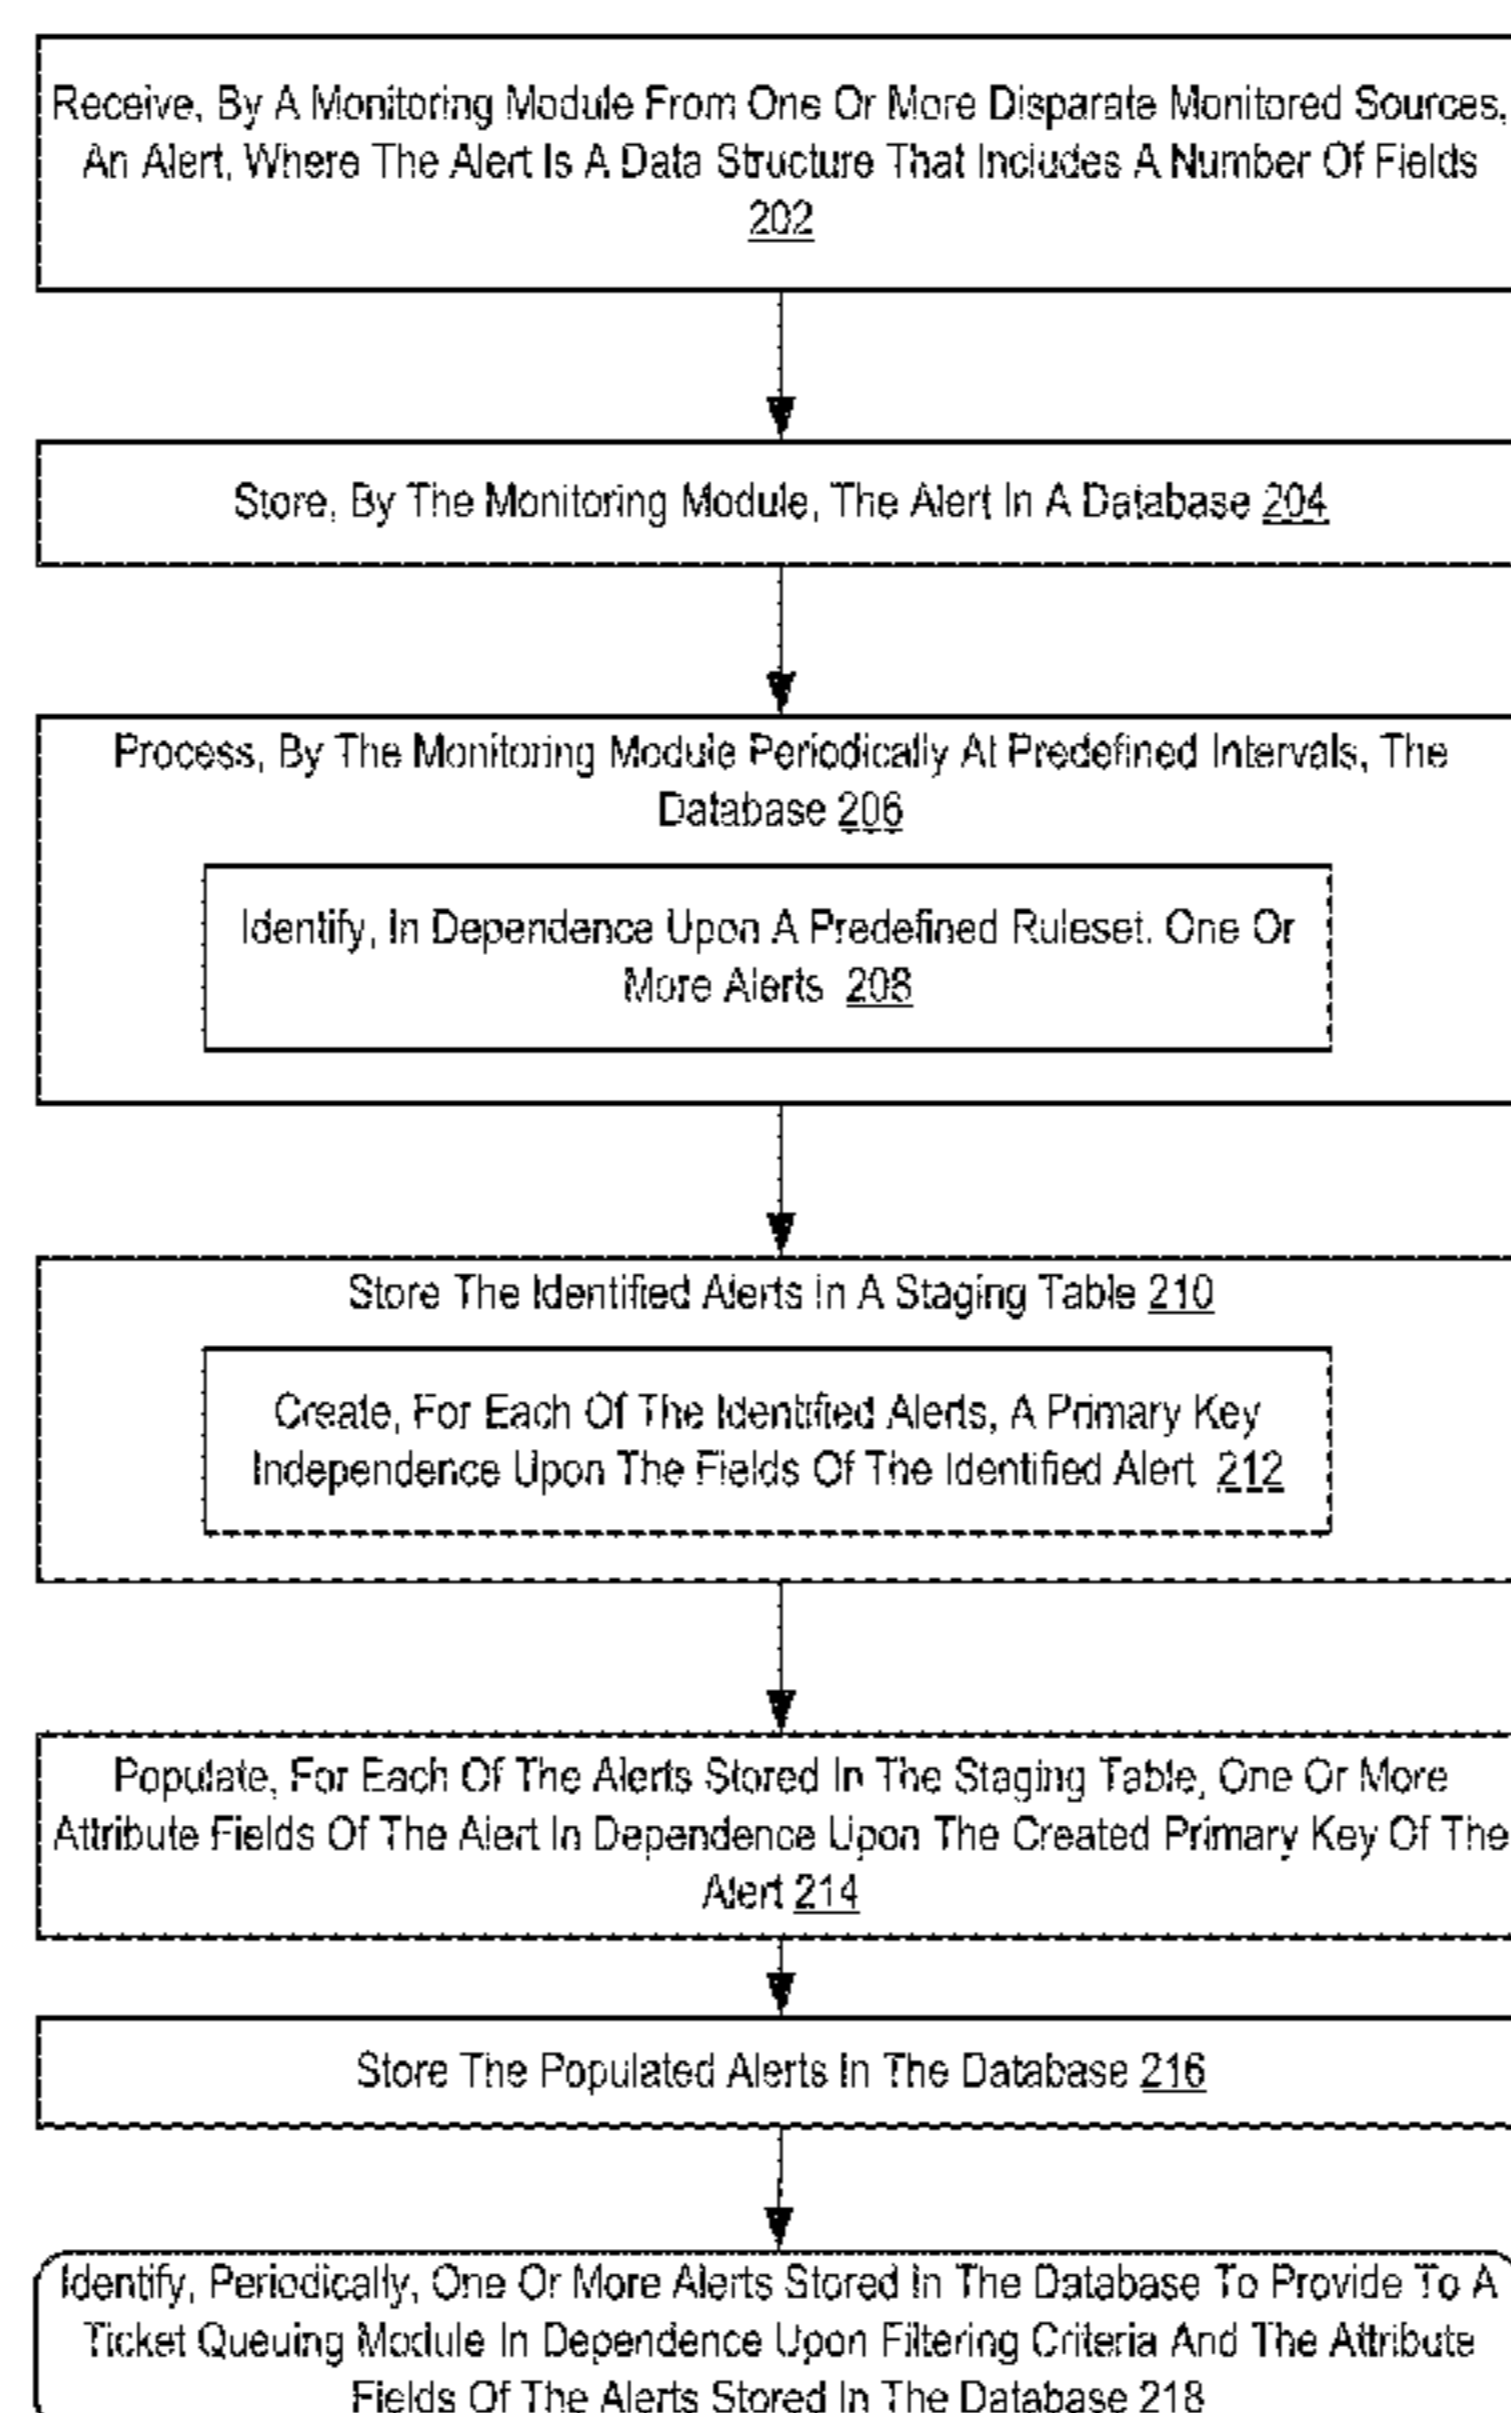 Receive, By A Monitoring Module From One Or More Disparate Monitored Sources,
An Alert, Where The Alert Is A Data Structure That Includes A Number Of Fields
202
Store, By The Monitoring Module, The Alert In A Database 204
Process, By The Monitoring Module Periodically At Predefined Intervals, The
Database 206
Identify, In Dependence Upon A Predefined Ruleset. One Or
More Alerts 208
Store The Identified Alerts In A Staging Table 210
Create, For Each Of The Identified Alerts, A Primary Key
Independence Upon The Fields Of The Identified Alert 212
Populate, For Each Of The Alerts Stored In The Staging Table, One Or More
Attribute Fields Of The Alert In Dependence Upon The Created Primary Key Of The
Alert 214
Store The Populated Alerts In The Database 216
Identify, Periodically, One Or More Alerts Stored In The Database To Provide To A
Ticket Queuing Module In Dependence Upon Filtering Criteria And The Attribute
Fields Of The Alerts Stored In The Database 218